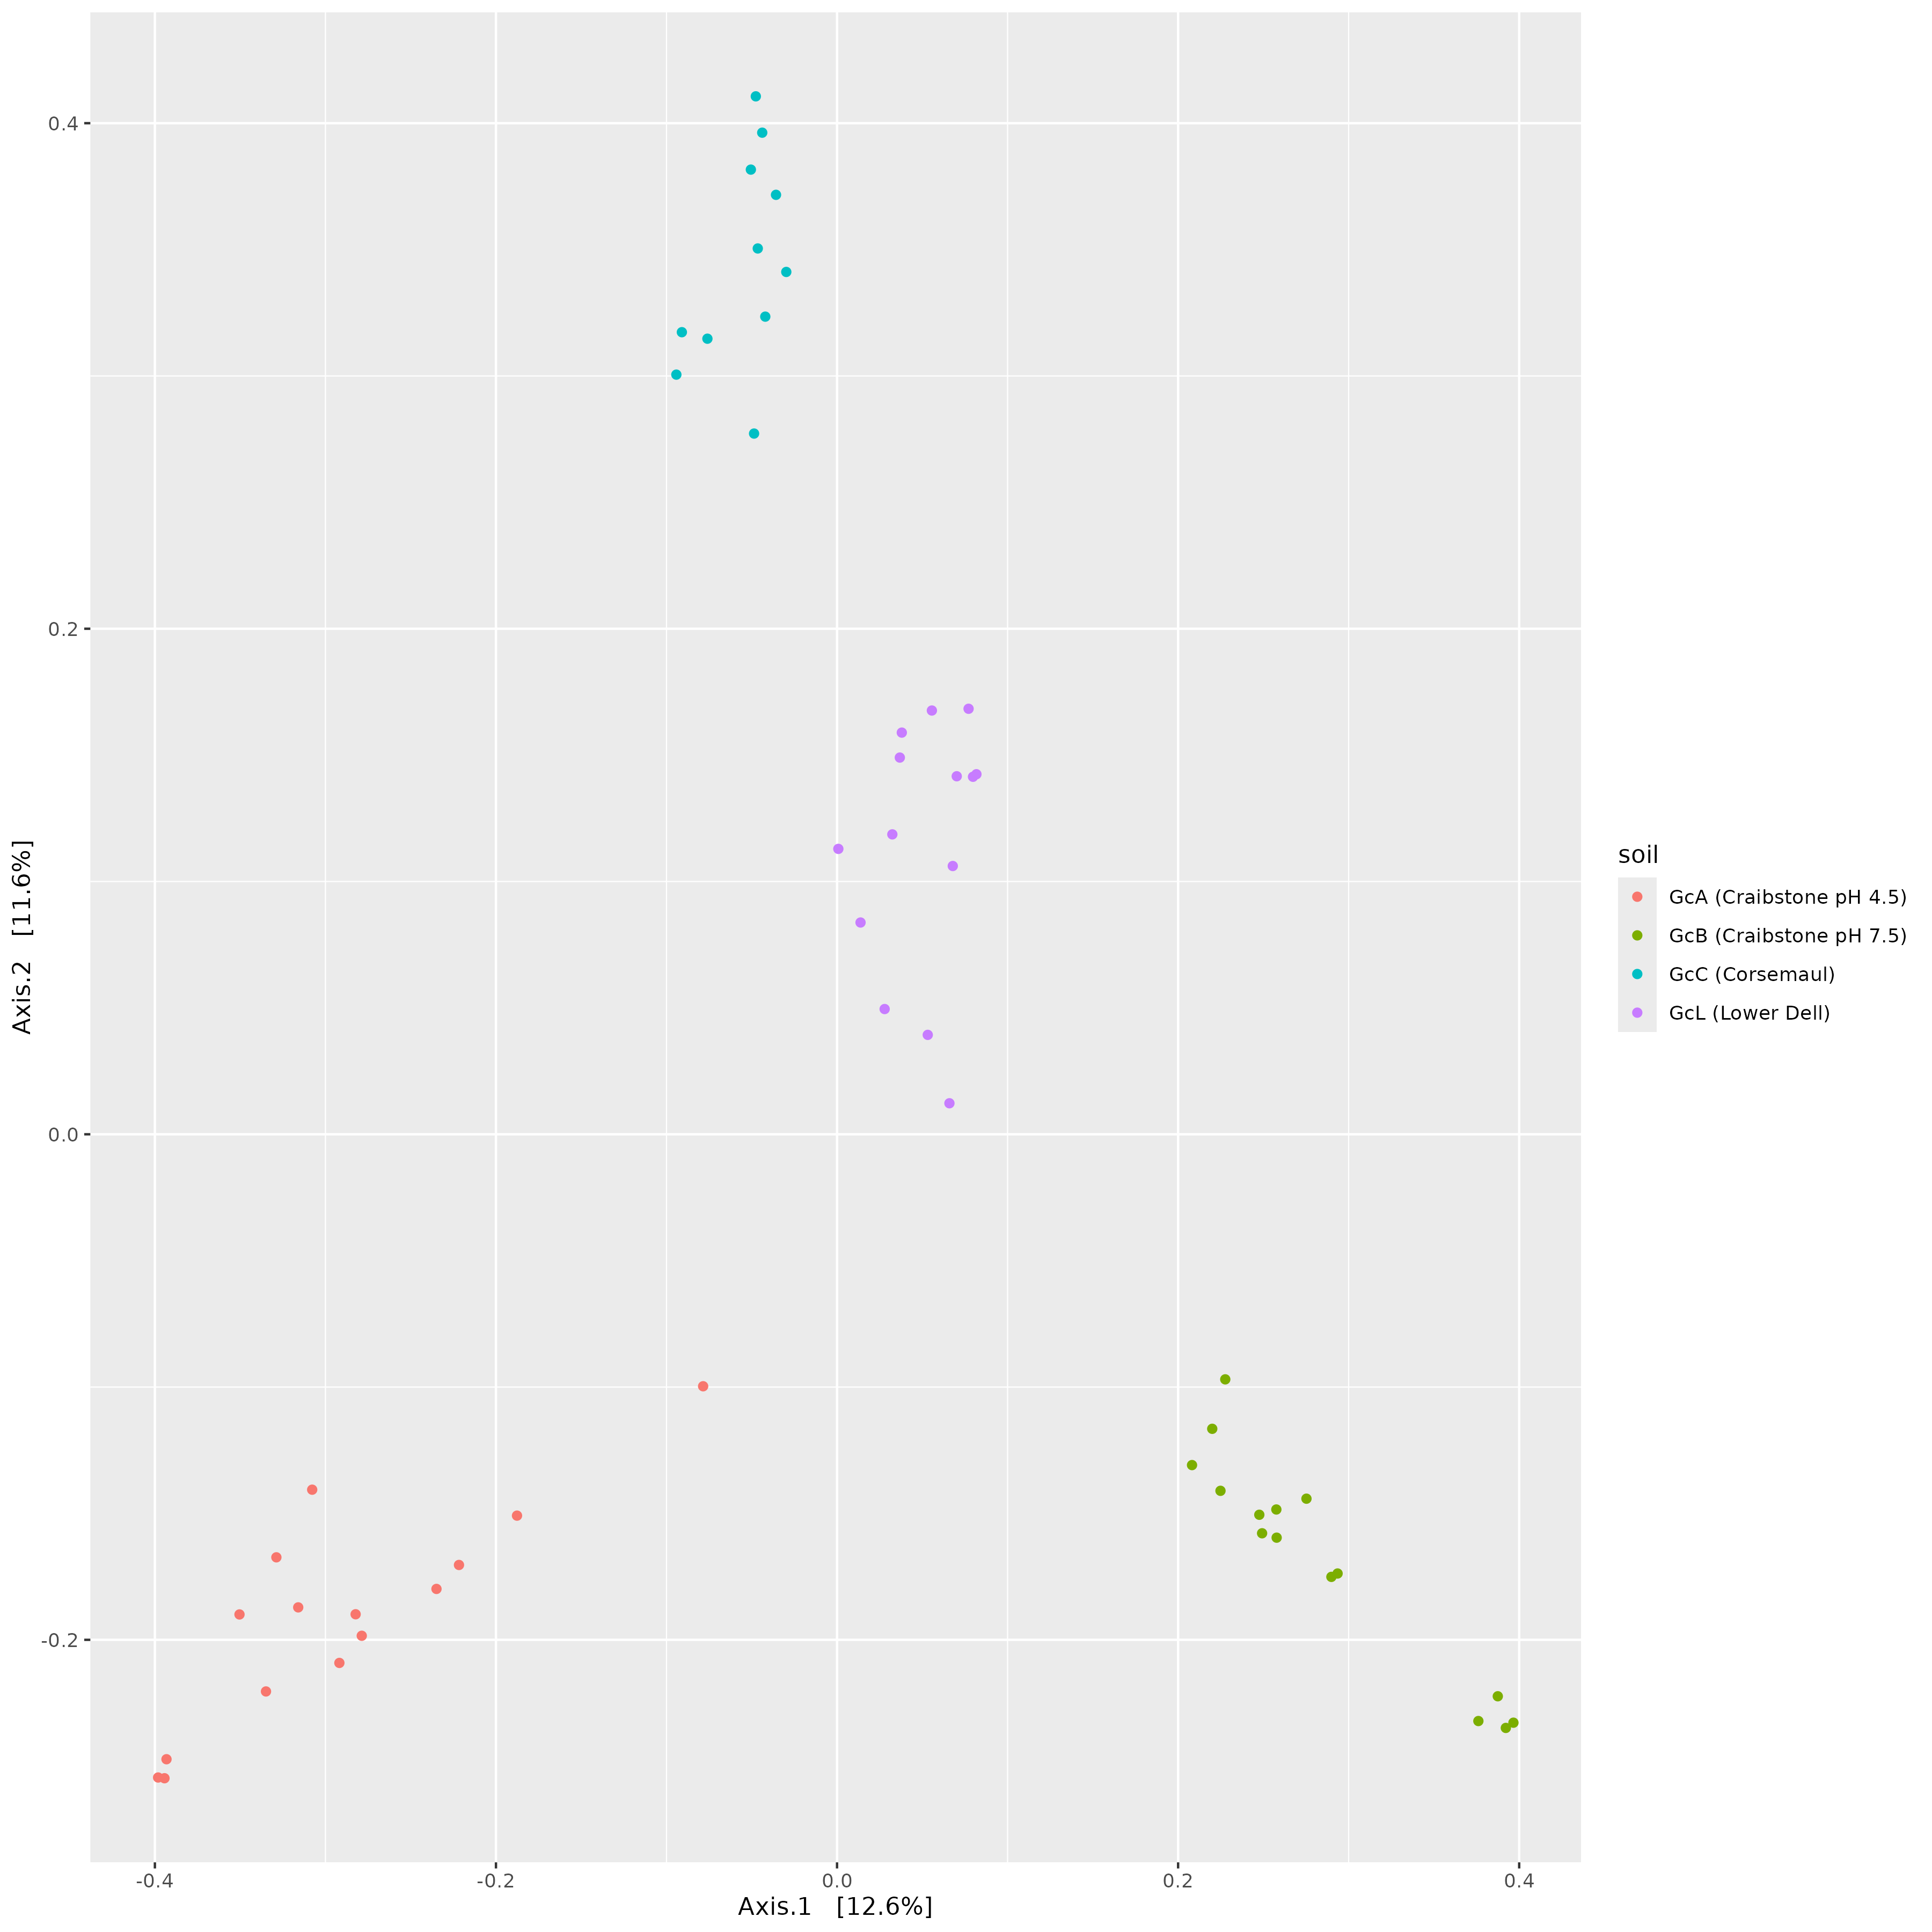 0.4
0.2
0.0
-0.2
Axis.2 [11.6%]
-0.4
-0.2
0.0
0.2
0.4
Axis.1 [12.6%]
soil
GcA (Craibstone pH 4.5)
GcB (Craibstone pH 7.5)
GcC (Corsemaul)
GcL (Lower Dell)